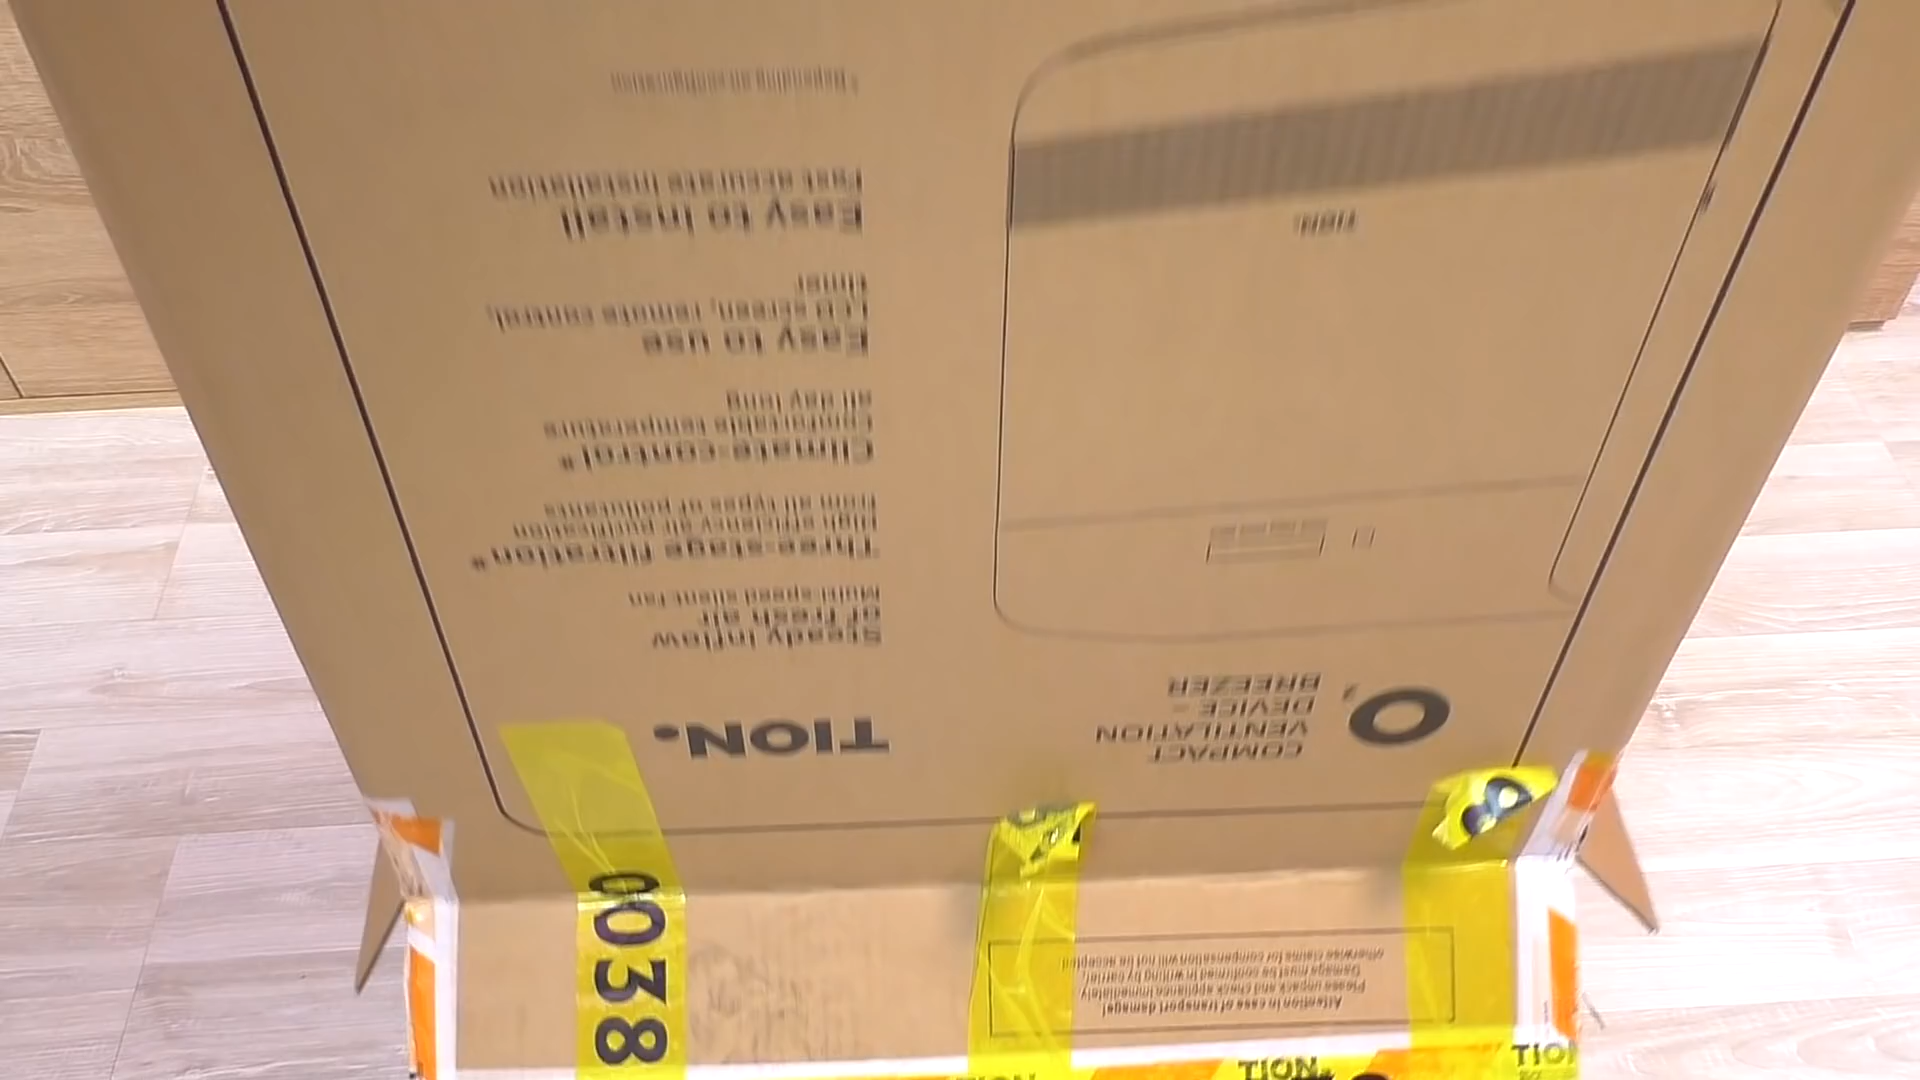 TION.
Steady inflow
of fresh air
Multi-speed silent fan
Three-stage filtration*
High efficiency air purification
from all types of pollutants
Climate-control*
Comfortable temperature
all day long
Easy to use
LCD screen, remote control,
timer
Easy to install
Fast accurate installation
* Depending on configuration
O₂
COMPACT
VENTILATION
DEVICE –
BREEZER
TION.
0038
Attention in case of transport damage!
Please unpack and check appliance immediately
Damage must be confirmed in writing by carrier
otherwise claims for compensation will not be accepted
TION
TION.
TION